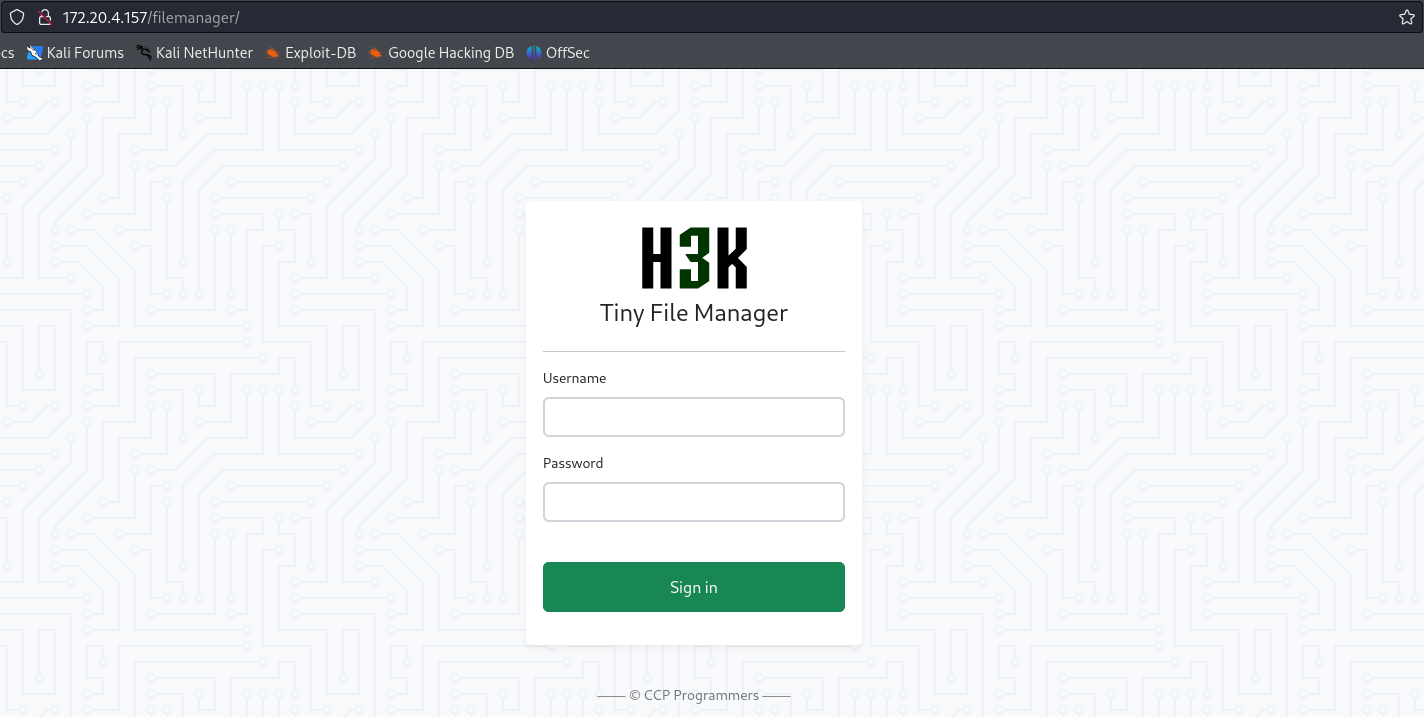 172.20.4.157/filemanager/
cs Kali Forums Kali NetHunter Exploit-DB Google Hacking DB OffSec
H3K
Tiny File Manager
Username
Password
Sign in
© CCP Programmers